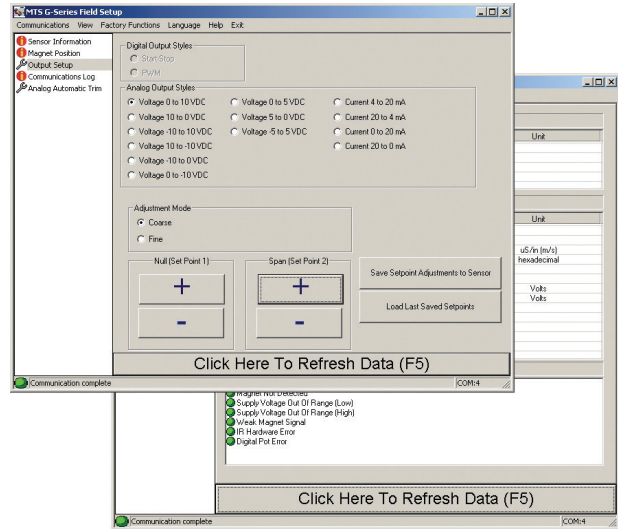 MTS G-Series Field Setup
Communications View Factory Functions Language Help Exit
Sensor Information
Magnet Position
Output Setup
Communications Log
Analog Automatic Trim
Digital Output Styles
Start-Stop
PWM
Analog Output Styles
Voltage 0 to 10 VDC
Voltage 10 to 0 VDC
Voltage -10 to 10 VDC
Voltage 10 to -10 VDC
Voltage -10 to 0 VDC
Voltage 0 to -10 VDC
Voltage 0 to 5 VDC
Voltage 5 to 0 VDC
Voltage -5 to 5 VDC
Current 4 to 20 mA
Current 20 to 4 mA
Current 0 to 20 mA
Current 20 to 0 mA
Adjustment Mode
Coarse
Fine
Null (Set Point 1)
+
-
Span (Set Point 2)
+
-
Save Setpoint Adjustments to Sensor
Load Last Saved Setpoints
Click Here To Refresh Data (F5)
Communication complete
COM:4
Unit
Unit
uS/in (m/s)
hexadecimal
Volts
Volts
Magnet Not Detected
Supply Voltage Out Of Range (Low)
Supply Voltage Out Of Range (High)
Weak Magnet Signal
IR Hardware Error
Digital Pot Error
Click Here To Refresh Data (F5)
Communication complete
COM:4